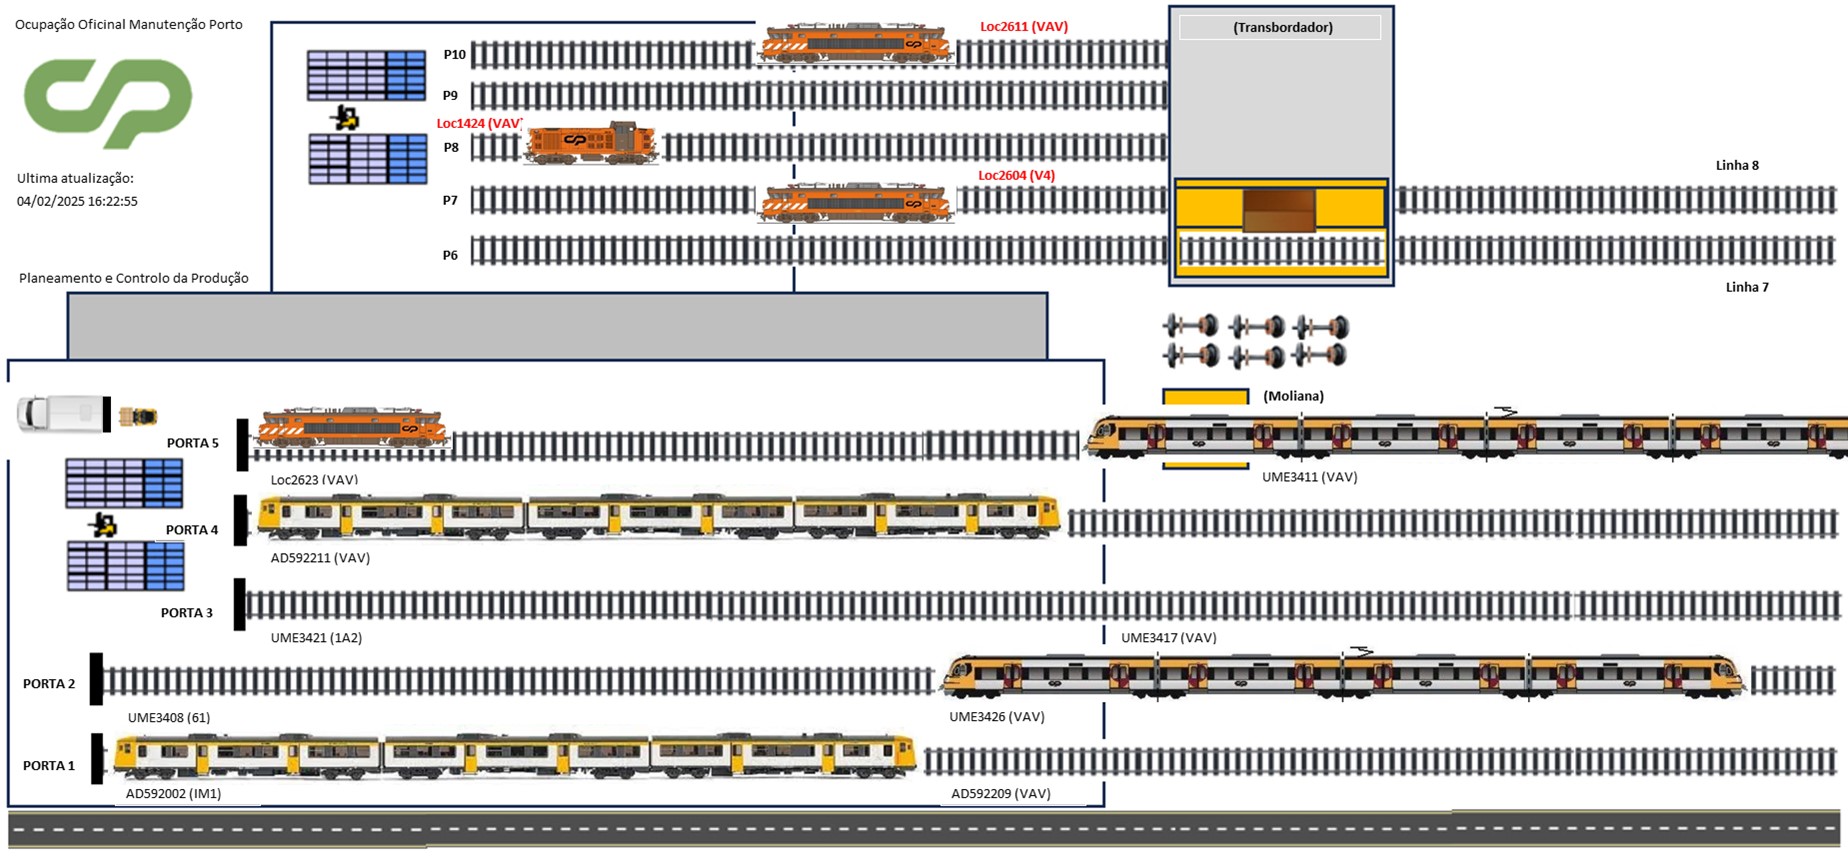 Ocupação Oficinal Manutenção Porto
CP
Ultima atualização:
04/02/2025 16:22:55
Planeamento e Controlo da Produção
P10
Loc2611 (VAV)
(Transbordador)
P9
Loc1424 (VAV)
P8
Loc2604 (V4)
P7
Linha 8
P6
Linha 7
(Moliana)
PORTA 5
Loc2623 (VAV)
UME3411 (VAV)
PORTA 4
AD592211 (VAV)
PORTA 3
UME3421 (1A2)
UME3417 (VAV)
PORTA 2
UME3408 (61)
UME3426 (VAV)
PORTA 1
AD592002 (IM1)
AD592209 (VAV)